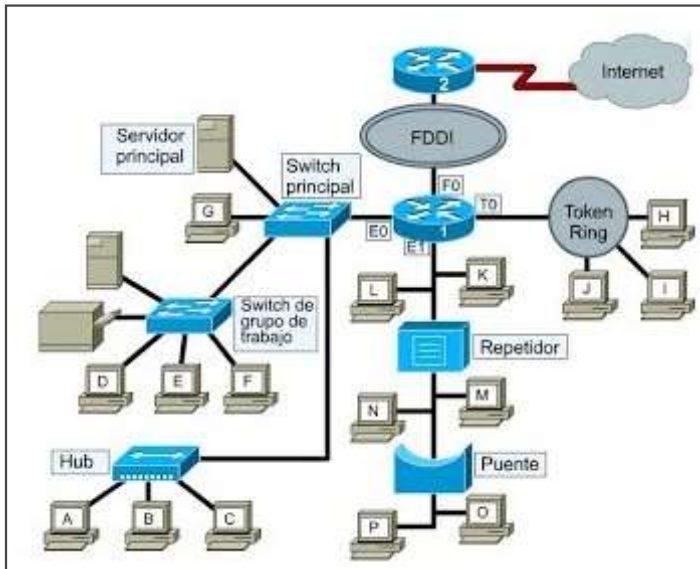 2
Internet
FDDI
Servidor
principal
Switch
principal
G
F0
T0
E0
1
E1
Token
Ring
H
J
I
L
K
Switch de
grupo de
trabajo
D
E
F
Repetidor
N
M
Hub
Puente
A
B
C
P
O